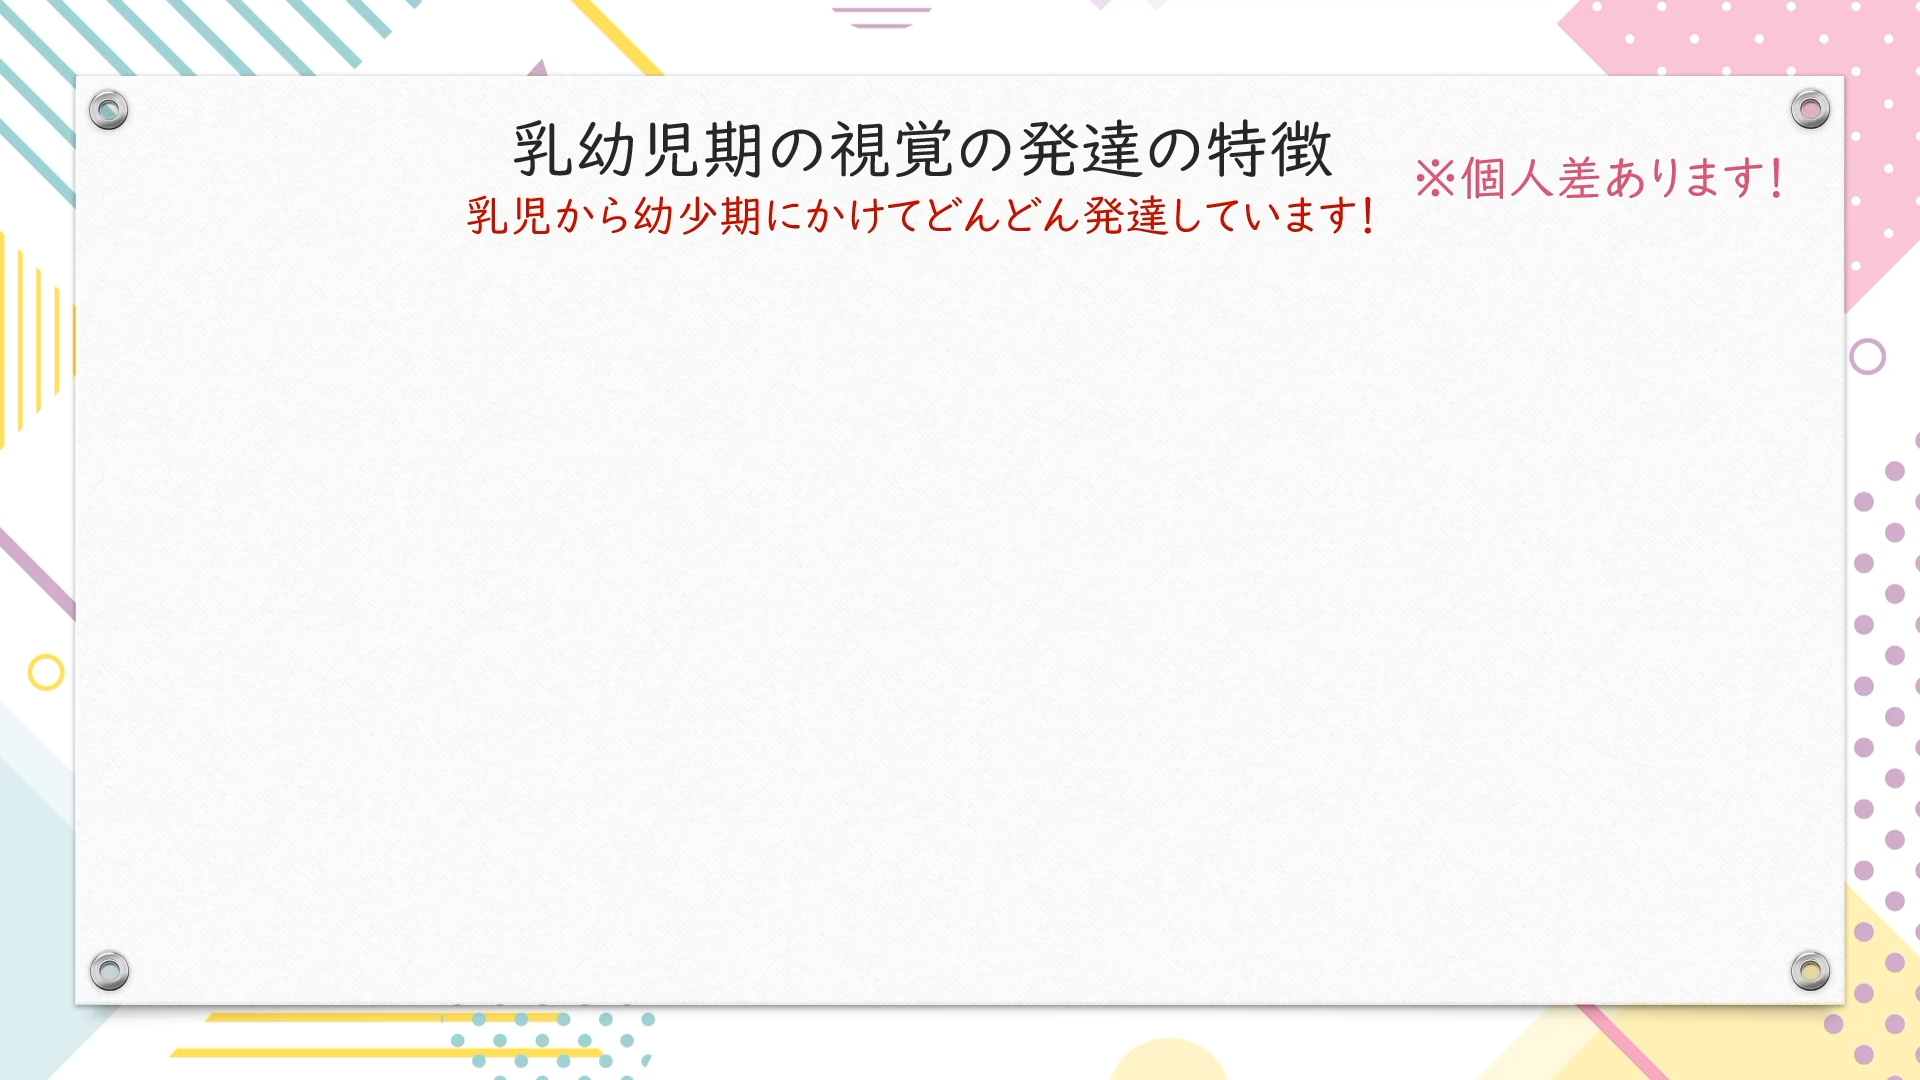 乳幼児期の視覚の発達の特徴
※個人差あります!
乳児から幼少期にかけてどんどん発達しています!